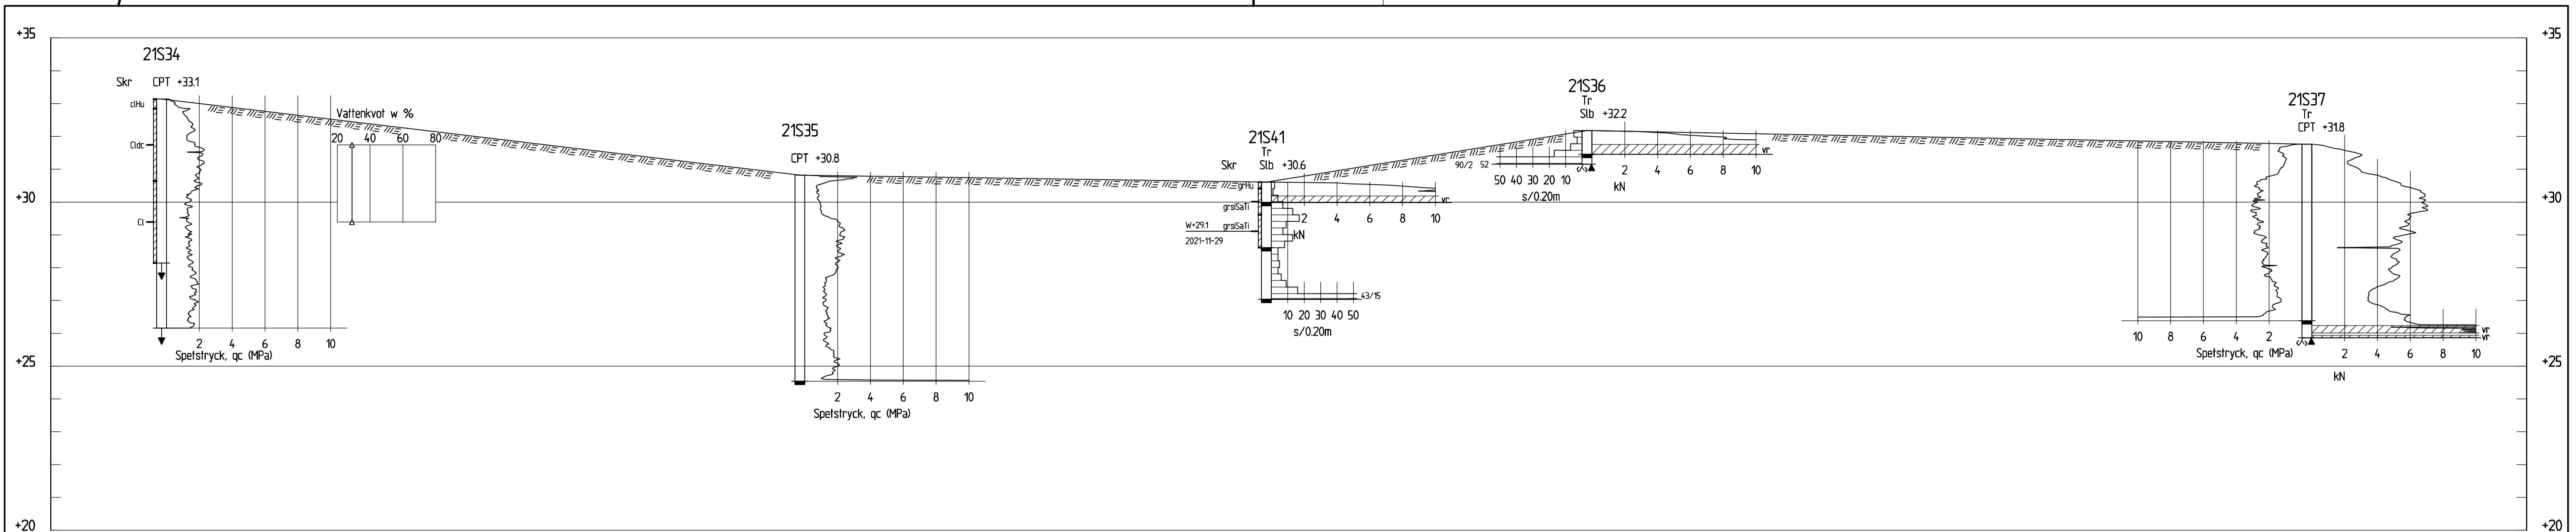 +35
+35
21S34
Skr CPT +33.1
clHu
Cldc
Cl
2 4 6 8 10
Spetstryck, qc (MPa)
Vattenkvot w %
20 40 60 80
21S35
CPT +30.8
2 4 6 8 10
Spetstryck, qc (MPa)
21S41
Tr
Skr Slb +30.6
grHu
grsiSaTi
W+29.1 grsiSaTi
2021-11-29
vr
2 4 6 8 10
kN
43/15
10 20 30 40 50
s/0.20m
21S36
Tr
Slb +32.2
90/2 52
50 40 30 20 10
s/0.20m
vr
2 4 6 8 10
kN
21S37
Tr
CPT +31.8
10 8 6 4 2
Spetstryck, qc (MPa)
vr
vr
2 4 6 8 10
kN
+30
+30
+25
+25
+20
+20